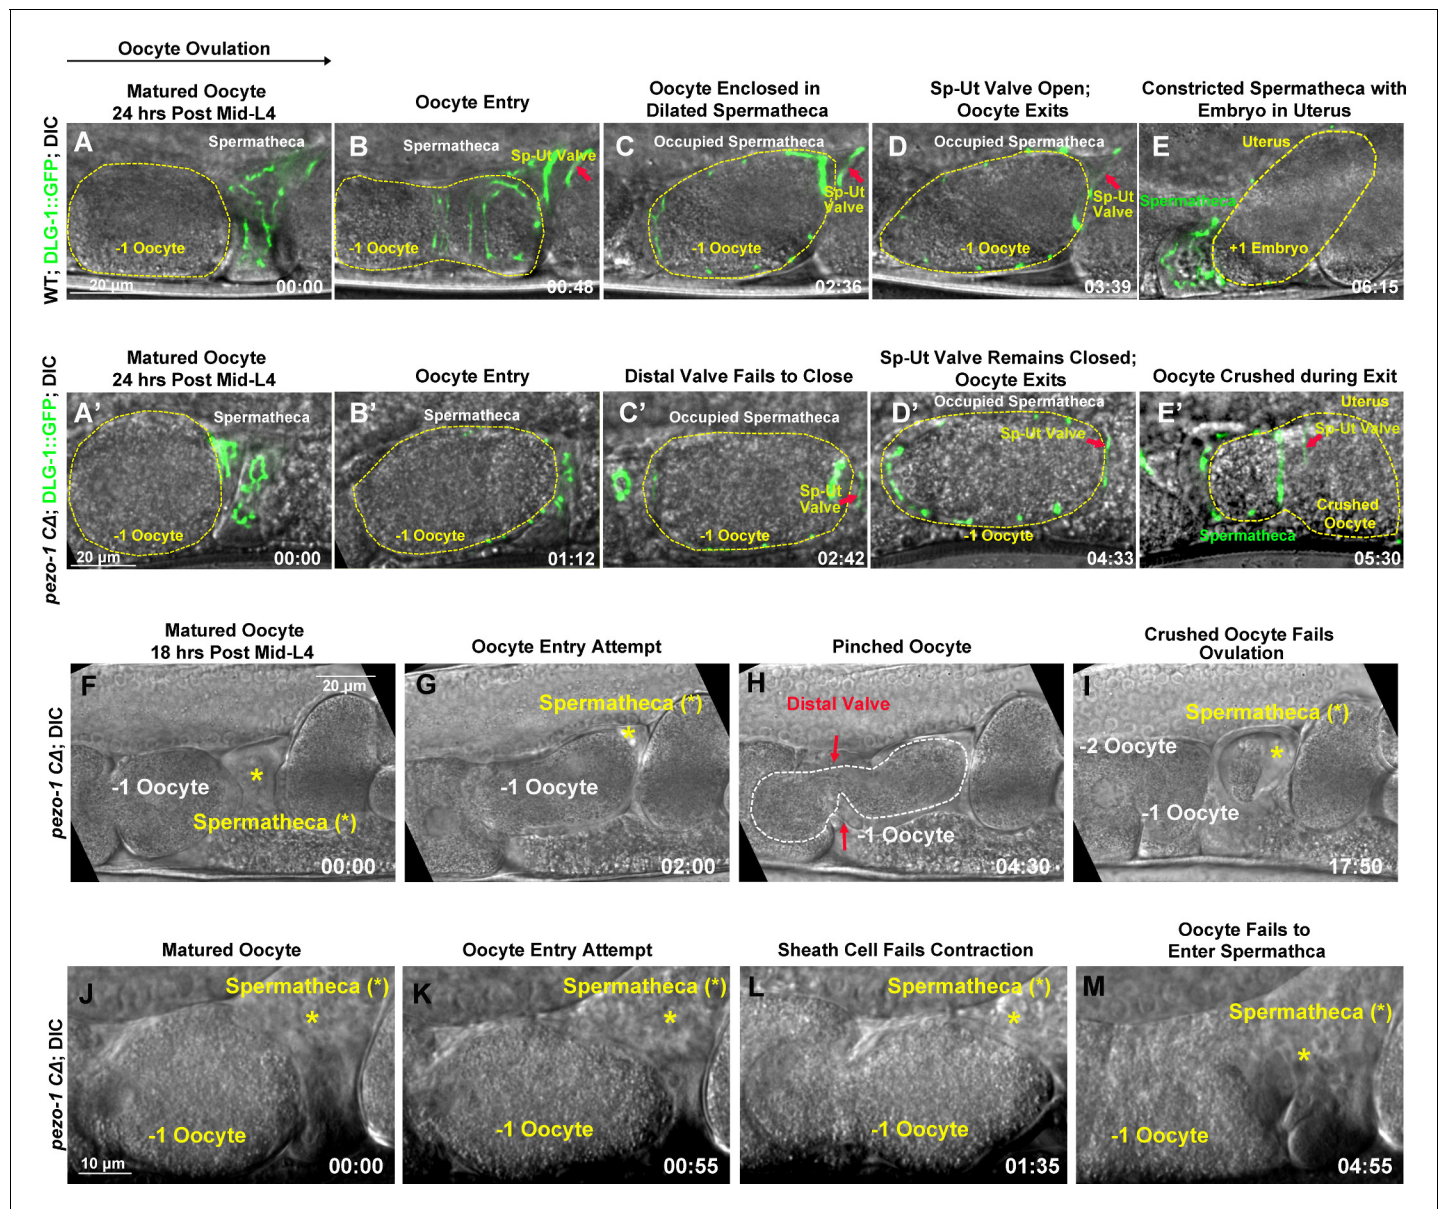 Oocyte Ovulation
Matured Oocyte
24 hrs Post Mid-L4
Oocyte Entry
Oocyte Enclosed in
Dilated Spermatheca
Sp-Ut Valve Open;
Oocyte Exits
Constricted Spermatheca with
Embryo in Uterus
WT; DLG-1::GFP; DIC
A
Spermatheca
-1 Oocyte
20 µm
00:00
B
Spermatheca
Sp-Ut Valve
-1 Oocyte
00:48
C
Occupied Spermatheca
Sp-Ut
Valve
-1 Oocyte
02:36
D
Occupied Spermatheca
Sp-Ut
Valve
-1 Oocyte
03:39
E
Uterus
Spermatheca
+1 Embryo
06:15
Matured Oocyte
24 hrs Post Mid-L4
Oocyte Entry
Distal Valve Fails to Close
Sp-Ut Valve Remains Closed;
Oocyte Exits
Oocyte Crushed during Exit
pezo-1 CΔ; DLG-1::GFP; DIC
A’
Spermatheca
-1 Oocyte
20 µm
00:00
B’
Spermatheca
-1 Oocyte
01:12
C’
Occupied Spermatheca
Sp-Ut
Valve
-1 Oocyte
02:42
D’
Occupied Spermatheca
Sp-Ut Valve
-1 Oocyte
04:33
E’
Uterus
Sp-Ut Valve
Crushed
Oocyte
Spermatheca
05:30
Matured Oocyte
18 hrs Post Mid-L4
Oocyte Entry Attempt
Pinched Oocyte
Crushed Oocyte Fails
Ovulation
pezo-1 CΔ; DIC
F
20 µm
-1 Oocyte
*
Spermatheca (*)
00:00
G
Spermatheca (*)
*
-1 Oocyte
02:00
H
Distal Valve
-1 Oocyte
04:30
I
Spermatheca (*)
-2 Oocyte
*
-1 Oocyte
17:50
Matured Oocyte
Oocyte Entry Attempt
Sheath Cell Fails Contraction
Oocyte Fails to
Enter Spermathca
pezo-1 CΔ; DIC
J
Spermatheca (*)
*
-1 Oocyte
10 µm
00:00
K
Spermatheca (*)
*
-1 Oocyte
00:55
L
Spermatheca (*)
*
-1 Oocyte
01:35
M
Spermatheca (*)
*
-1 Oocyte
04:55